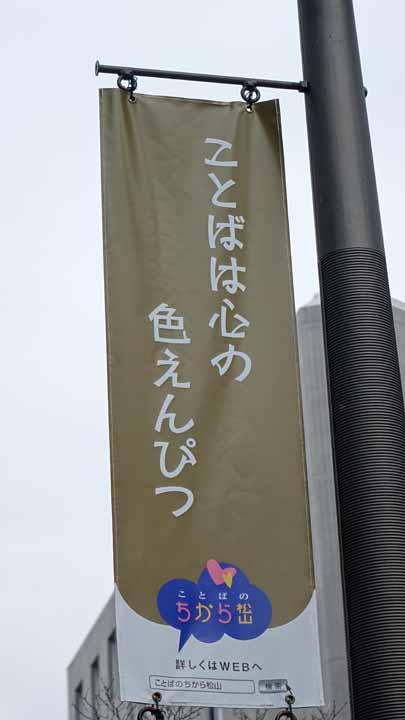 ことばは心の
色えんぴつ
ことばの
ちから松山
詳しくはWEBへ
ことばのちから松山
検索